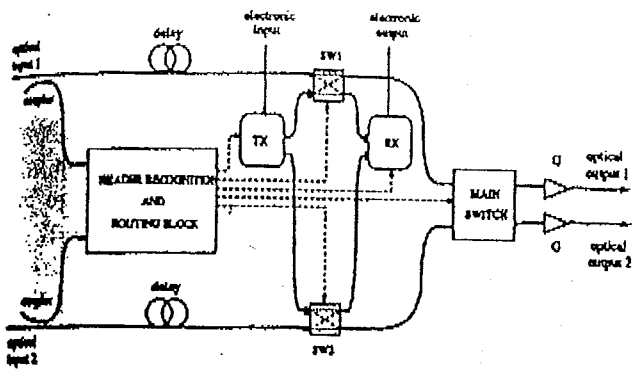 electronic
input
electronic
output
delay
optical
input 1
SW1
coupler
TX
RX
HEADER RECOGNITION
AND
ROUTING BLOCK
MAIN
SWITCH
G
optical
output 1
G
optical
output 2
coupler
delay
SW2
optical
input 2